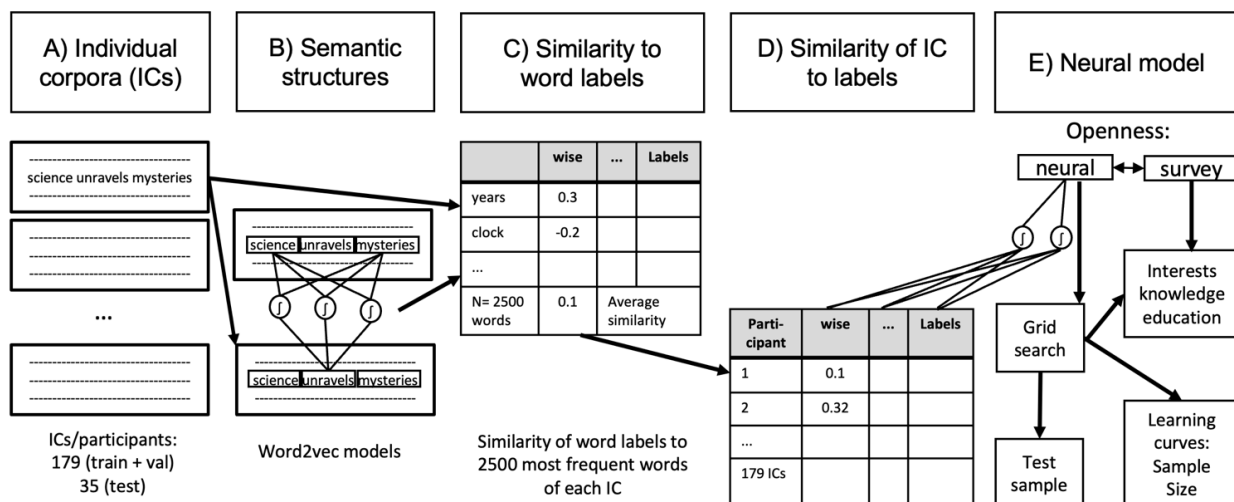 A) Individual
corpora (ICs)
B) Semantic
structures
C) Similarity to
word labels
D) Similarity of IC
to labels
E) Neural model
science unravels mysteries
...
ICs/participants:
179 (train + val)
35 (test)
science unravels mysteries
∫ ∫ ∫
science unravels mysteries
Word2vec models
wise ... Labels
years 0.3
clock -0.2
...
N= 2500 0.1 Average
words similarity
Similarity of word labels to
2500 most frequent words
of each IC
Parti-
cipant wise ... Labels
1 0.1
2 0.32
...
179 ICs
Openness:
neural survey
∫ ∫
Interests
knowledge
education
Grid
search
Test
sample
Learning
curves:
Sample
Size